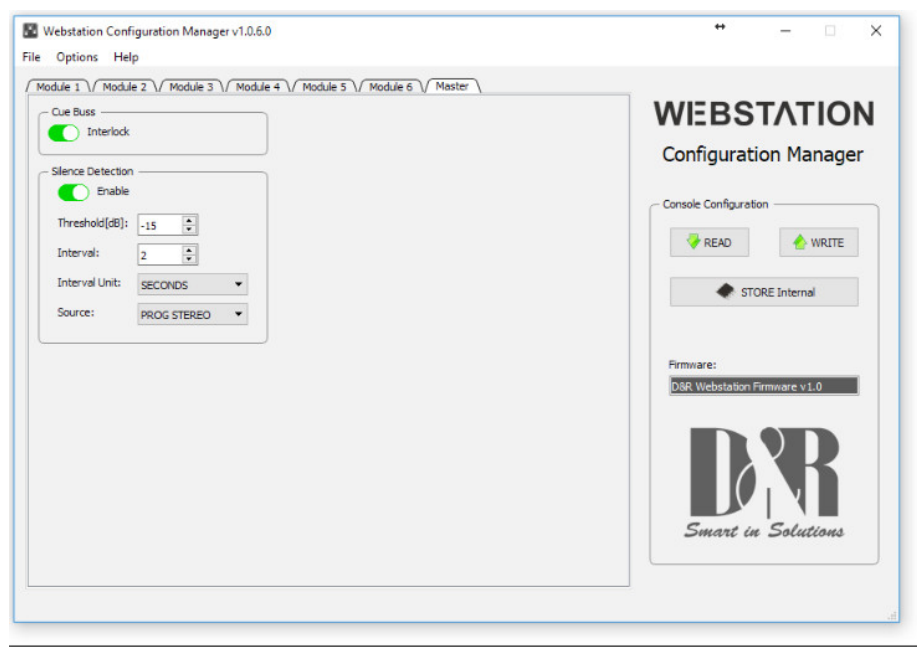 Webstation Configuration Manager v1.0.6.0
File Options Help
Module 1 Module 2 Module 3 Module 4 Module 5 Module 6 Master
Cue Buss
Interlock
Silence Detection
Enable
Threshold[dB]: -15
Interval: 2
Interval Unit: SECONDS
Source: PROG STEREO
WEBSTATION
Configuration Manager
Console Configuration
READ WRITE
STORE Internal
Firmware:
D&R Webstation Firmware v1.0
D&R
Smart in Solutions